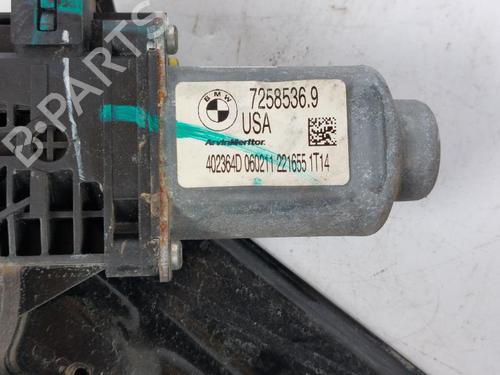 B-Parts
BMW
7258536.9
USA
ArvinMeritor
402364D 060211 221655 1T14